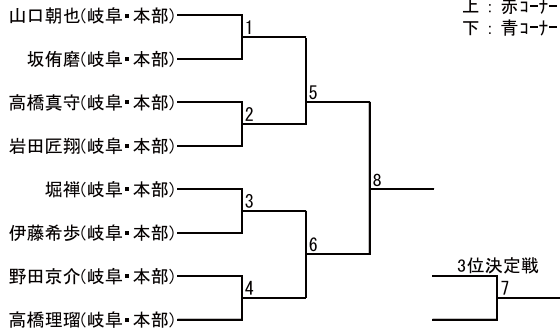 山口朝也(岐阜・本部)
坂侑磨(岐阜・本部)
高橋真守(岐阜・本部)
岩田匠翔(岐阜・本部)
堀禅(岐阜・本部)
伊藤希歩(岐阜・本部)
野田京介(岐阜・本部)
高橋理瑠(岐阜・本部)
1
2
3
4
5
6
8
上：赤コーナー
下：青コーナー
3位決定戦
7